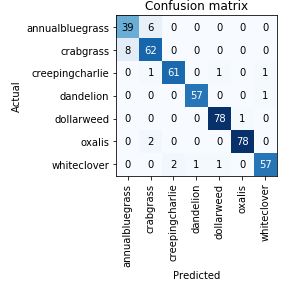 Confusion matrix
annualbluegrass 39 6 0 0 0 0 0
crabgrass 8 62 0 0 0 0 0
creepingcharlie 0 1 61 0 1 0 1
dandelion 0 0 0 57 0 0 1
dollarweed 0 0 0 0 78 1 0
oxalis 0 2 0 0 0 78 0
whiteclover 0 0 2 1 1 0 57
Actual
annualbluegrass
crabgrass
creepingcharlie
dandelion
dollarweed
oxalis
whiteclover
Predicted